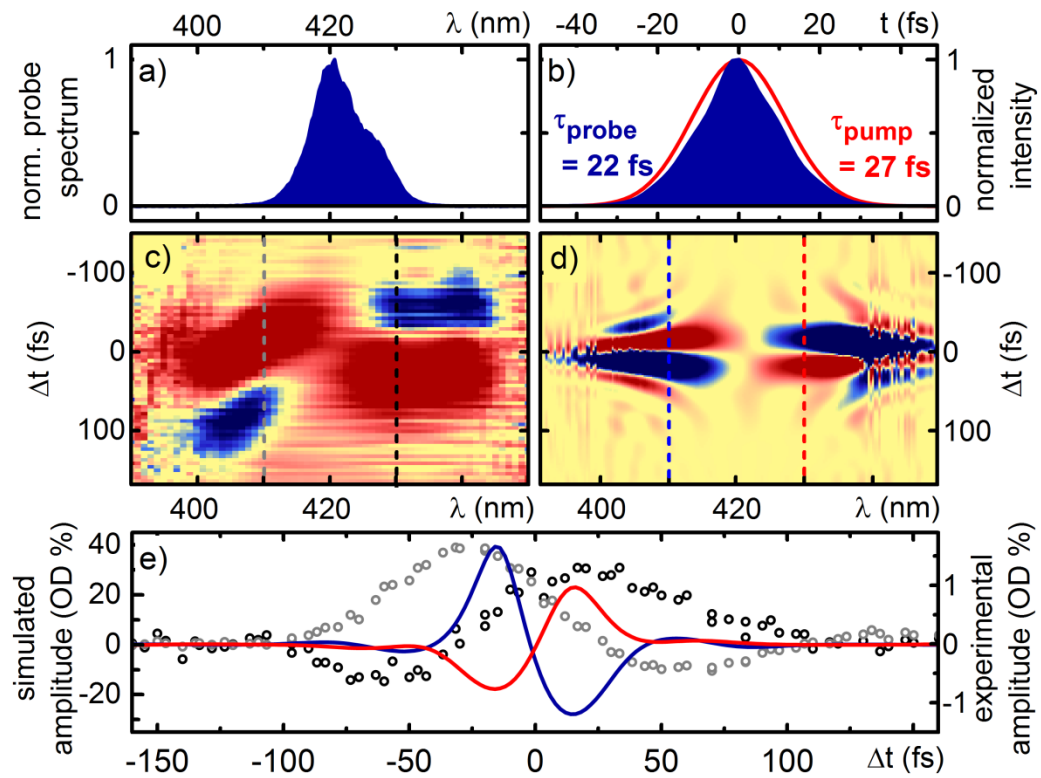 400 420 λ (nm)
-40 -20 0 20 t (fs)
a)
b)
1
0
norm. probe
spectrum
τprobe
= 22 fs
τpump
= 27 fs
1
0
normalized
intensity
c)
d)
-100
0
100
Δt (fs)
-100
0
100
Δt (fs)
400 420 λ (nm)
400 420 λ (nm)
e)
40
20
0
-20
simulated
amplitude (OD %)
1
0
-1
experimental
amplitude (OD %)
-150 -100 -50 0 50 100 Δt (fs)